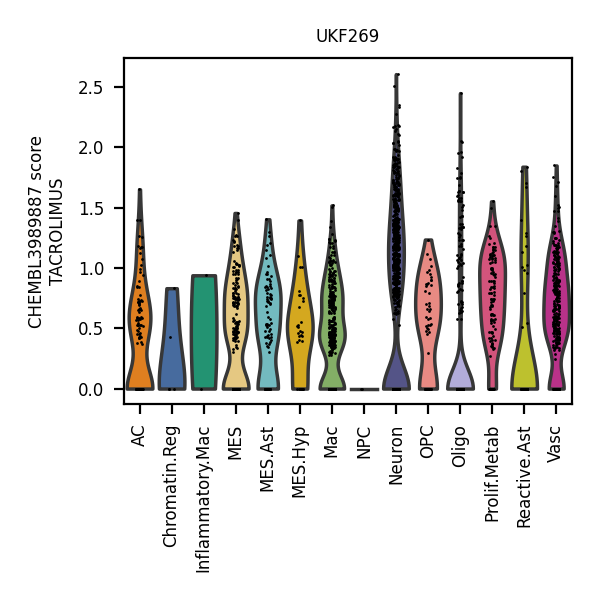 UKF269
CHEMBL3989887 score
TACROLIMUS
2.5
2.0
1.5
1.0
0.5
0.0
AC
Chromatin.Reg
Inflammatory.Mac
MES
MES.Ast
MES.Hyp
Mac
NPC
Neuron
OPC
Oligo
Prolif.Metab
Reactive.Ast
Vasc